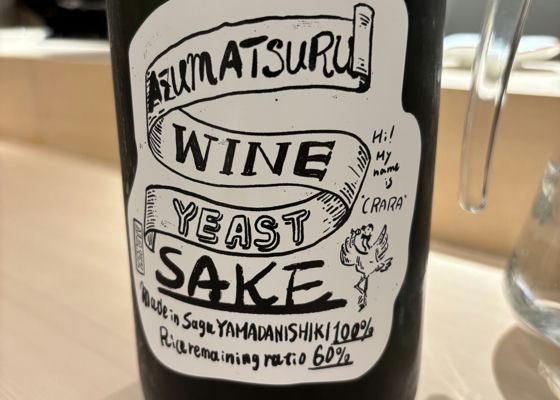 AZUMATSURU
WINE
YEAST
SAKE
Made in Saga YAMADANISHIKI 100%
Rice remaining ratio 60%
Hi!
My
name
is
"CRARA"